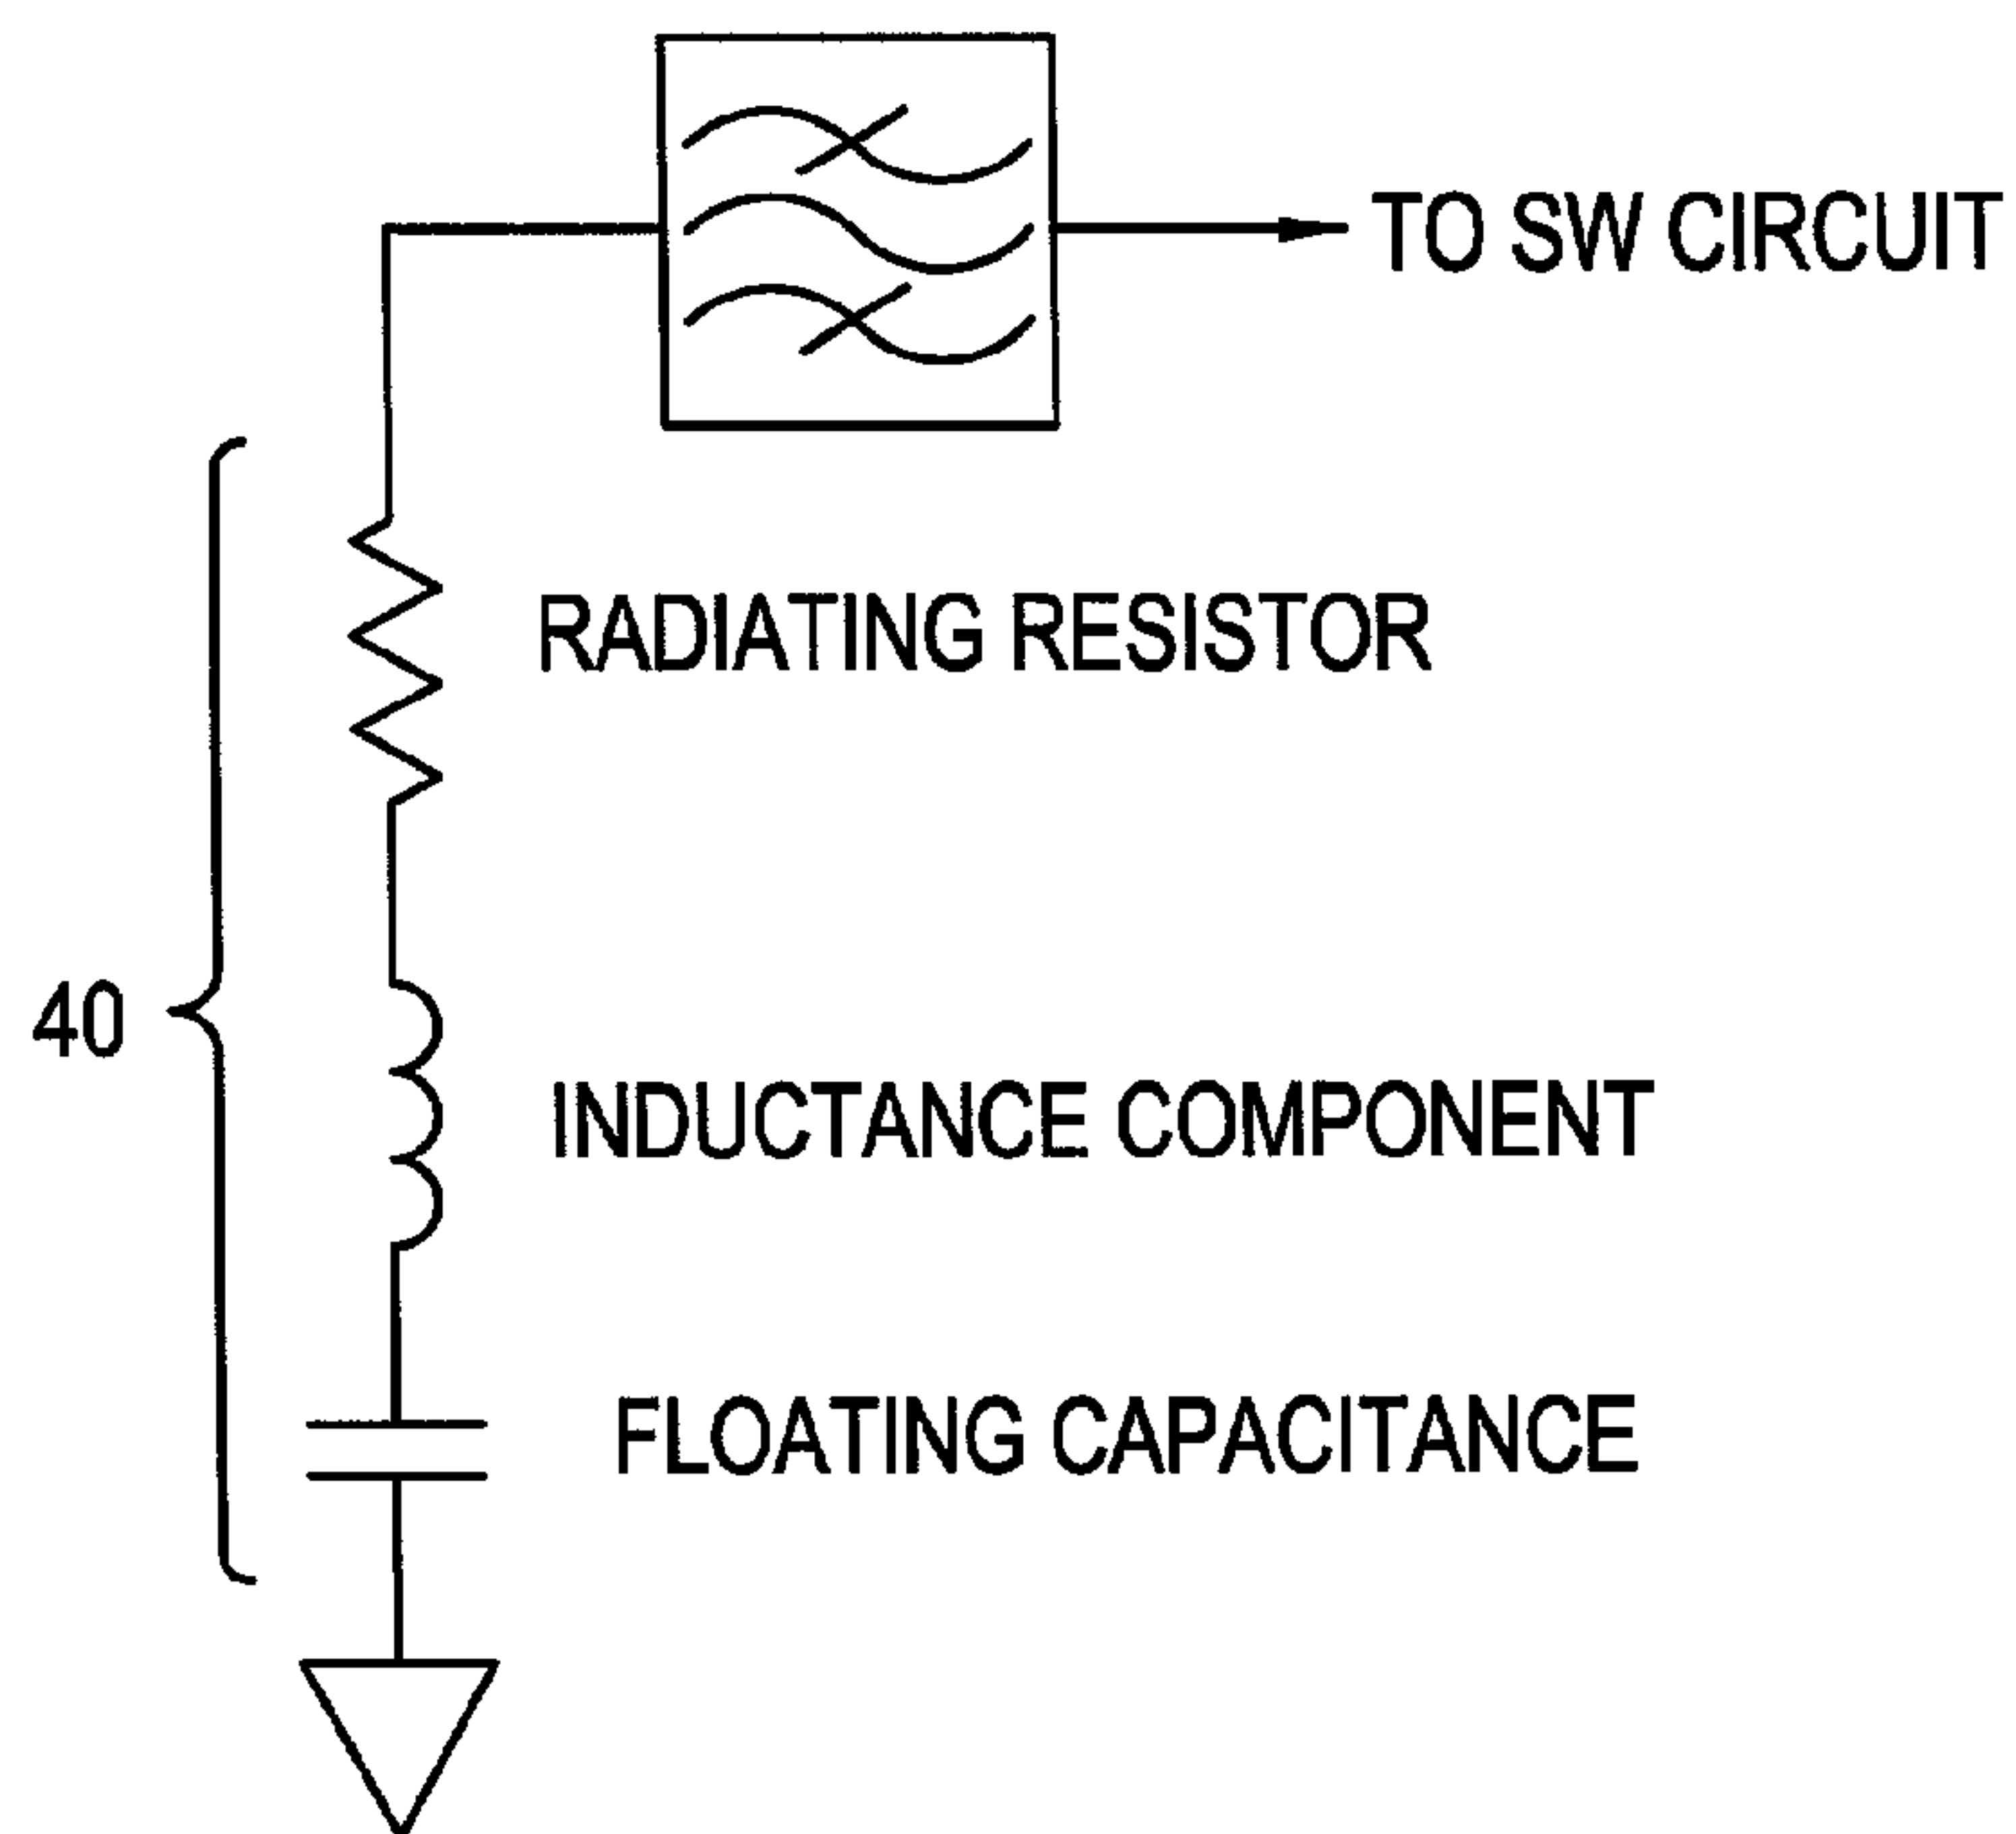 TO SW CIRCUIT
RADIATING RESISTOR
40
INDUCTANCE COMPONENT
FLOATING CAPACITANCE